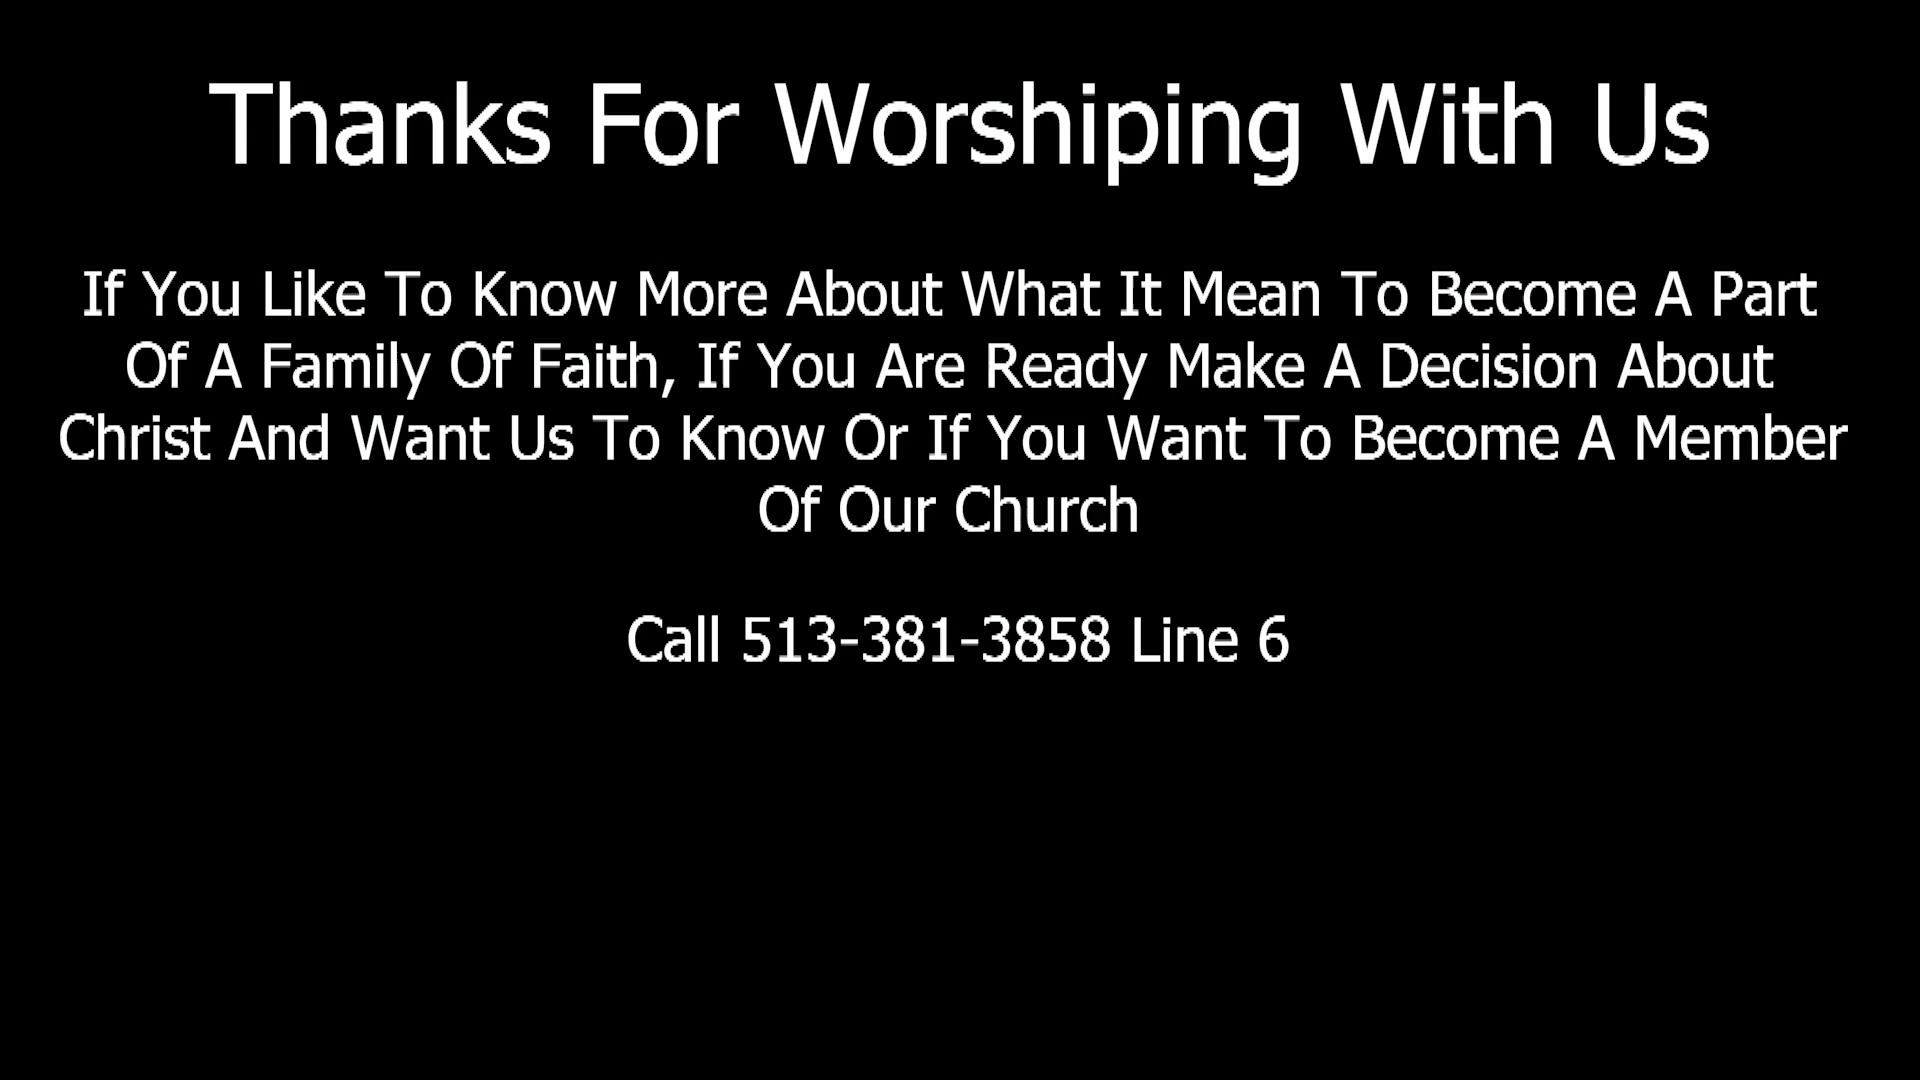 Thanks For Worshiping With Us
If You Like To Know More About What It Mean To Become A Part
Of A Family Of Faith, If You Are Ready Make A Decision About
Christ And Want Us To Know Or If You Want To Become A Member
Of Our Church
Call 513-381-3858 Line 6